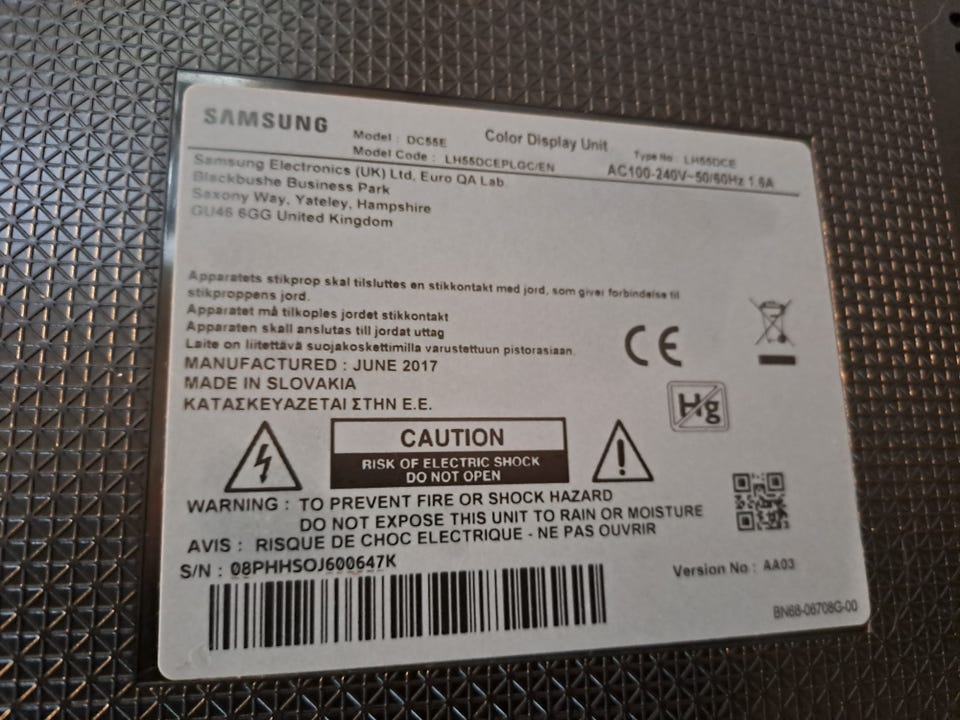 SAMSUNG
Model : DC55E
Color Display Unit
Type No : LH55DCE
Model Code : LH55DCEPLGC/EN
AC100-240V~50/60Hz 1.6A
Samsung Electronics (UK) Ltd, Euro QA Lab.
Blackbushe Business Park
Saxony Way, Yateley, Hampshire
GU46 6GG United Kingdom
Apparatets stikprop skal tilsluttes en stikkontakt med jord, som giver forbindelse til
stikproppens jord.
Apparatet må tilkoples jordet stikkontakt
Apparaten skall anslutas till jordat uttag
Laite on liitettävä suojakoskettimilla varustettuun pistorasiaan.
MANUFACTURED : JUNE 2017
MADE IN SLOVAKIA
ΚΑΤΑΣΚΕΥΑΖΕΤΑΙ ΣΤΗΝ Ε.Ε.
CE
Hg
CAUTION
RISK OF ELECTRIC SHOCK
DO NOT OPEN
WARNING : TO PREVENT FIRE OR SHOCK HAZARD
DO NOT EXPOSE THIS UNIT TO RAIN OR MOISTURE
AVIS : RISQUE DE CHOC ELECTRIQUE - NE PAS OUVRIR
S/N : 08PHHSOJ600647K
Version No : AA03
BN68-06708G-00